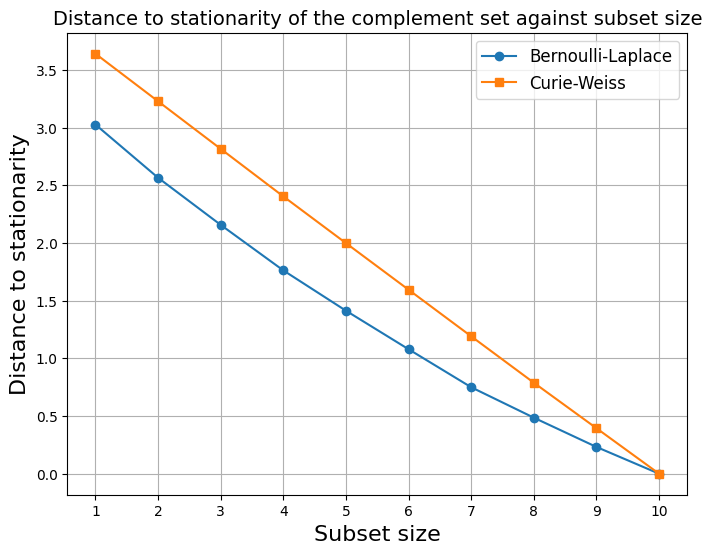 Distance to stationarity of the complement set against subset size
Bernoulli-Laplace
Curie-Weiss
Distance to stationarity
3.5
3.0
2.5
2.0
1.5
1.0
0.5
0.0
1 2 3 4 5 6 7 8 9 10
Subset size